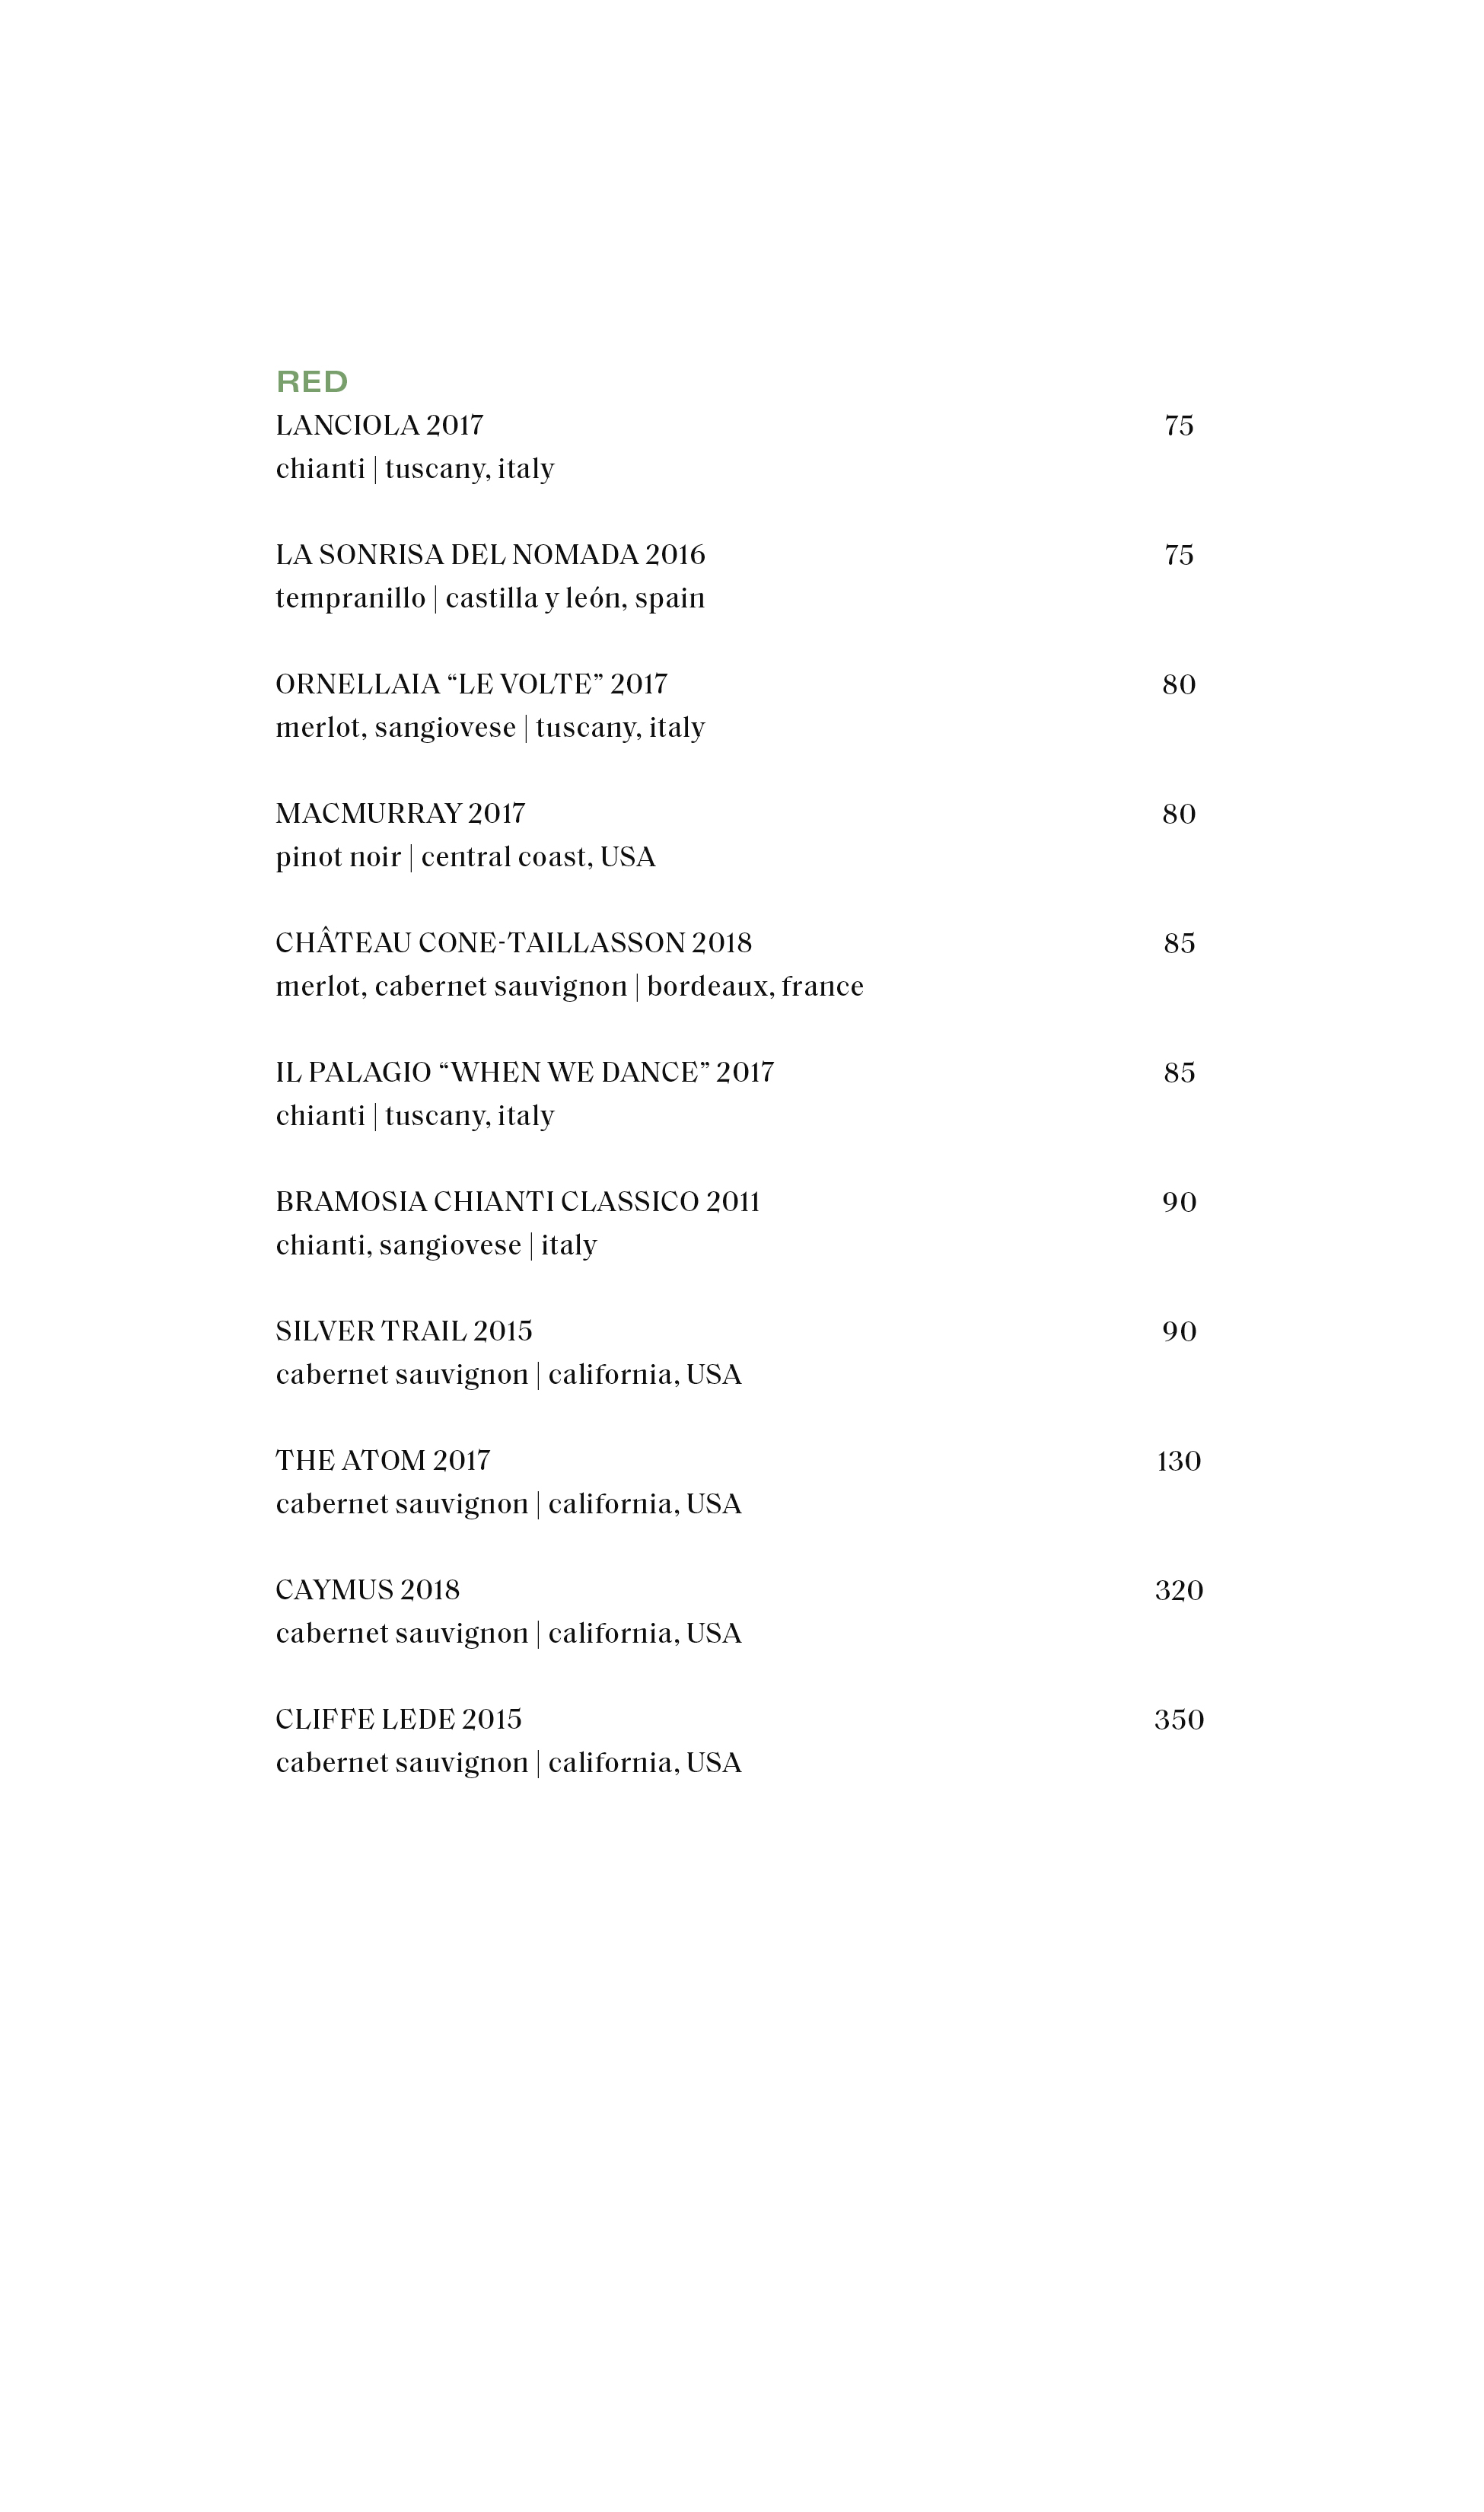 RED
LANCIOLA 2017 75
chianti | tuscany, italy
LA SONRISA DEL NOMADA 2016 75
tempranillo | castilla y león, spain
ORNELLAIA “LE VOLTE” 2017 80
merlot, sangiovese | tuscany, italy
MACMURRAY 2017 80
pinot noir | central coast, USA
CHÂTEAU CONE-TAILLASSON 2018 85
merlot, cabernet sauvignon | bordeaux, france
IL PALAGIO “WHEN WE DANCE” 2017 85
chianti | tuscany, italy
BRAMOSIA CHIANTI CLASSICO 2011 90
chianti, sangiovese | italy
SILVER TRAIL 2015 90
cabernet sauvignon | california, USA
THE ATOM 2017 130
cabernet sauvignon | california, USA
CAYMUS 2018 320
cabernet sauvignon | california, USA
CLIFFE LEDE 2015 350
cabernet sauvignon | california, USA